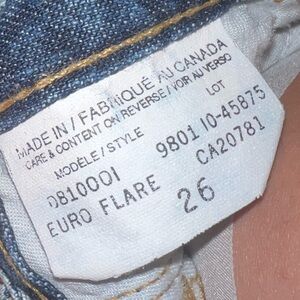 MADE IN / FABRIQUÉ AU CANADA
CARE & CONTENT ON REVERSE / VOIR AU VERSO
MODÈLE / STYLE LOT
0810001 9801 10-45875
EURO FLARE CA20781
26